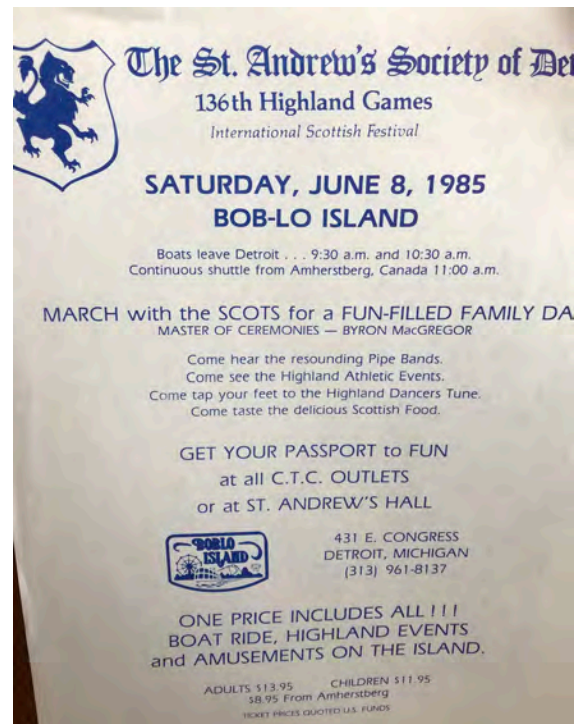 The St. Andrew's Society of Det
136th Highland Games
International Scottish Festival
SATURDAY, JUNE 8, 1985
BOB-LO ISLAND
Boats leave Detroit . . . 9:30 a.m. and 10:30 a.m.
Continuous shuttle from Amherstberg, Canada 11:00 a.m.
MARCH with the SCOTS for a FUN-FILLED FAMILY DA
MASTER OF CEREMONIES — BYRON MacGREGOR
Come hear the resounding Pipe Bands.
Come see the Highland Athletic Events.
Come tap your feet to the Highland Dancers Tune.
Come taste the delicious Scottish Food.
GET YOUR PASSPORT to FUN
at all C.T.C. OUTLETS
or at ST. ANDREW'S HALL
BOBLO
ISLAND
431 E. CONGRESS
DETROIT, MICHIGAN
(313) 961-8137
ONE PRICE INCLUDES ALL !!!
BOAT RIDE, HIGHLAND EVENTS
and AMUSEMENTS ON THE ISLAND.
ADULTS $13.95 CHILDREN $11.95
$8.95 From Amherstberg
TICKET PRICES QUOTED U.S. FUNDS